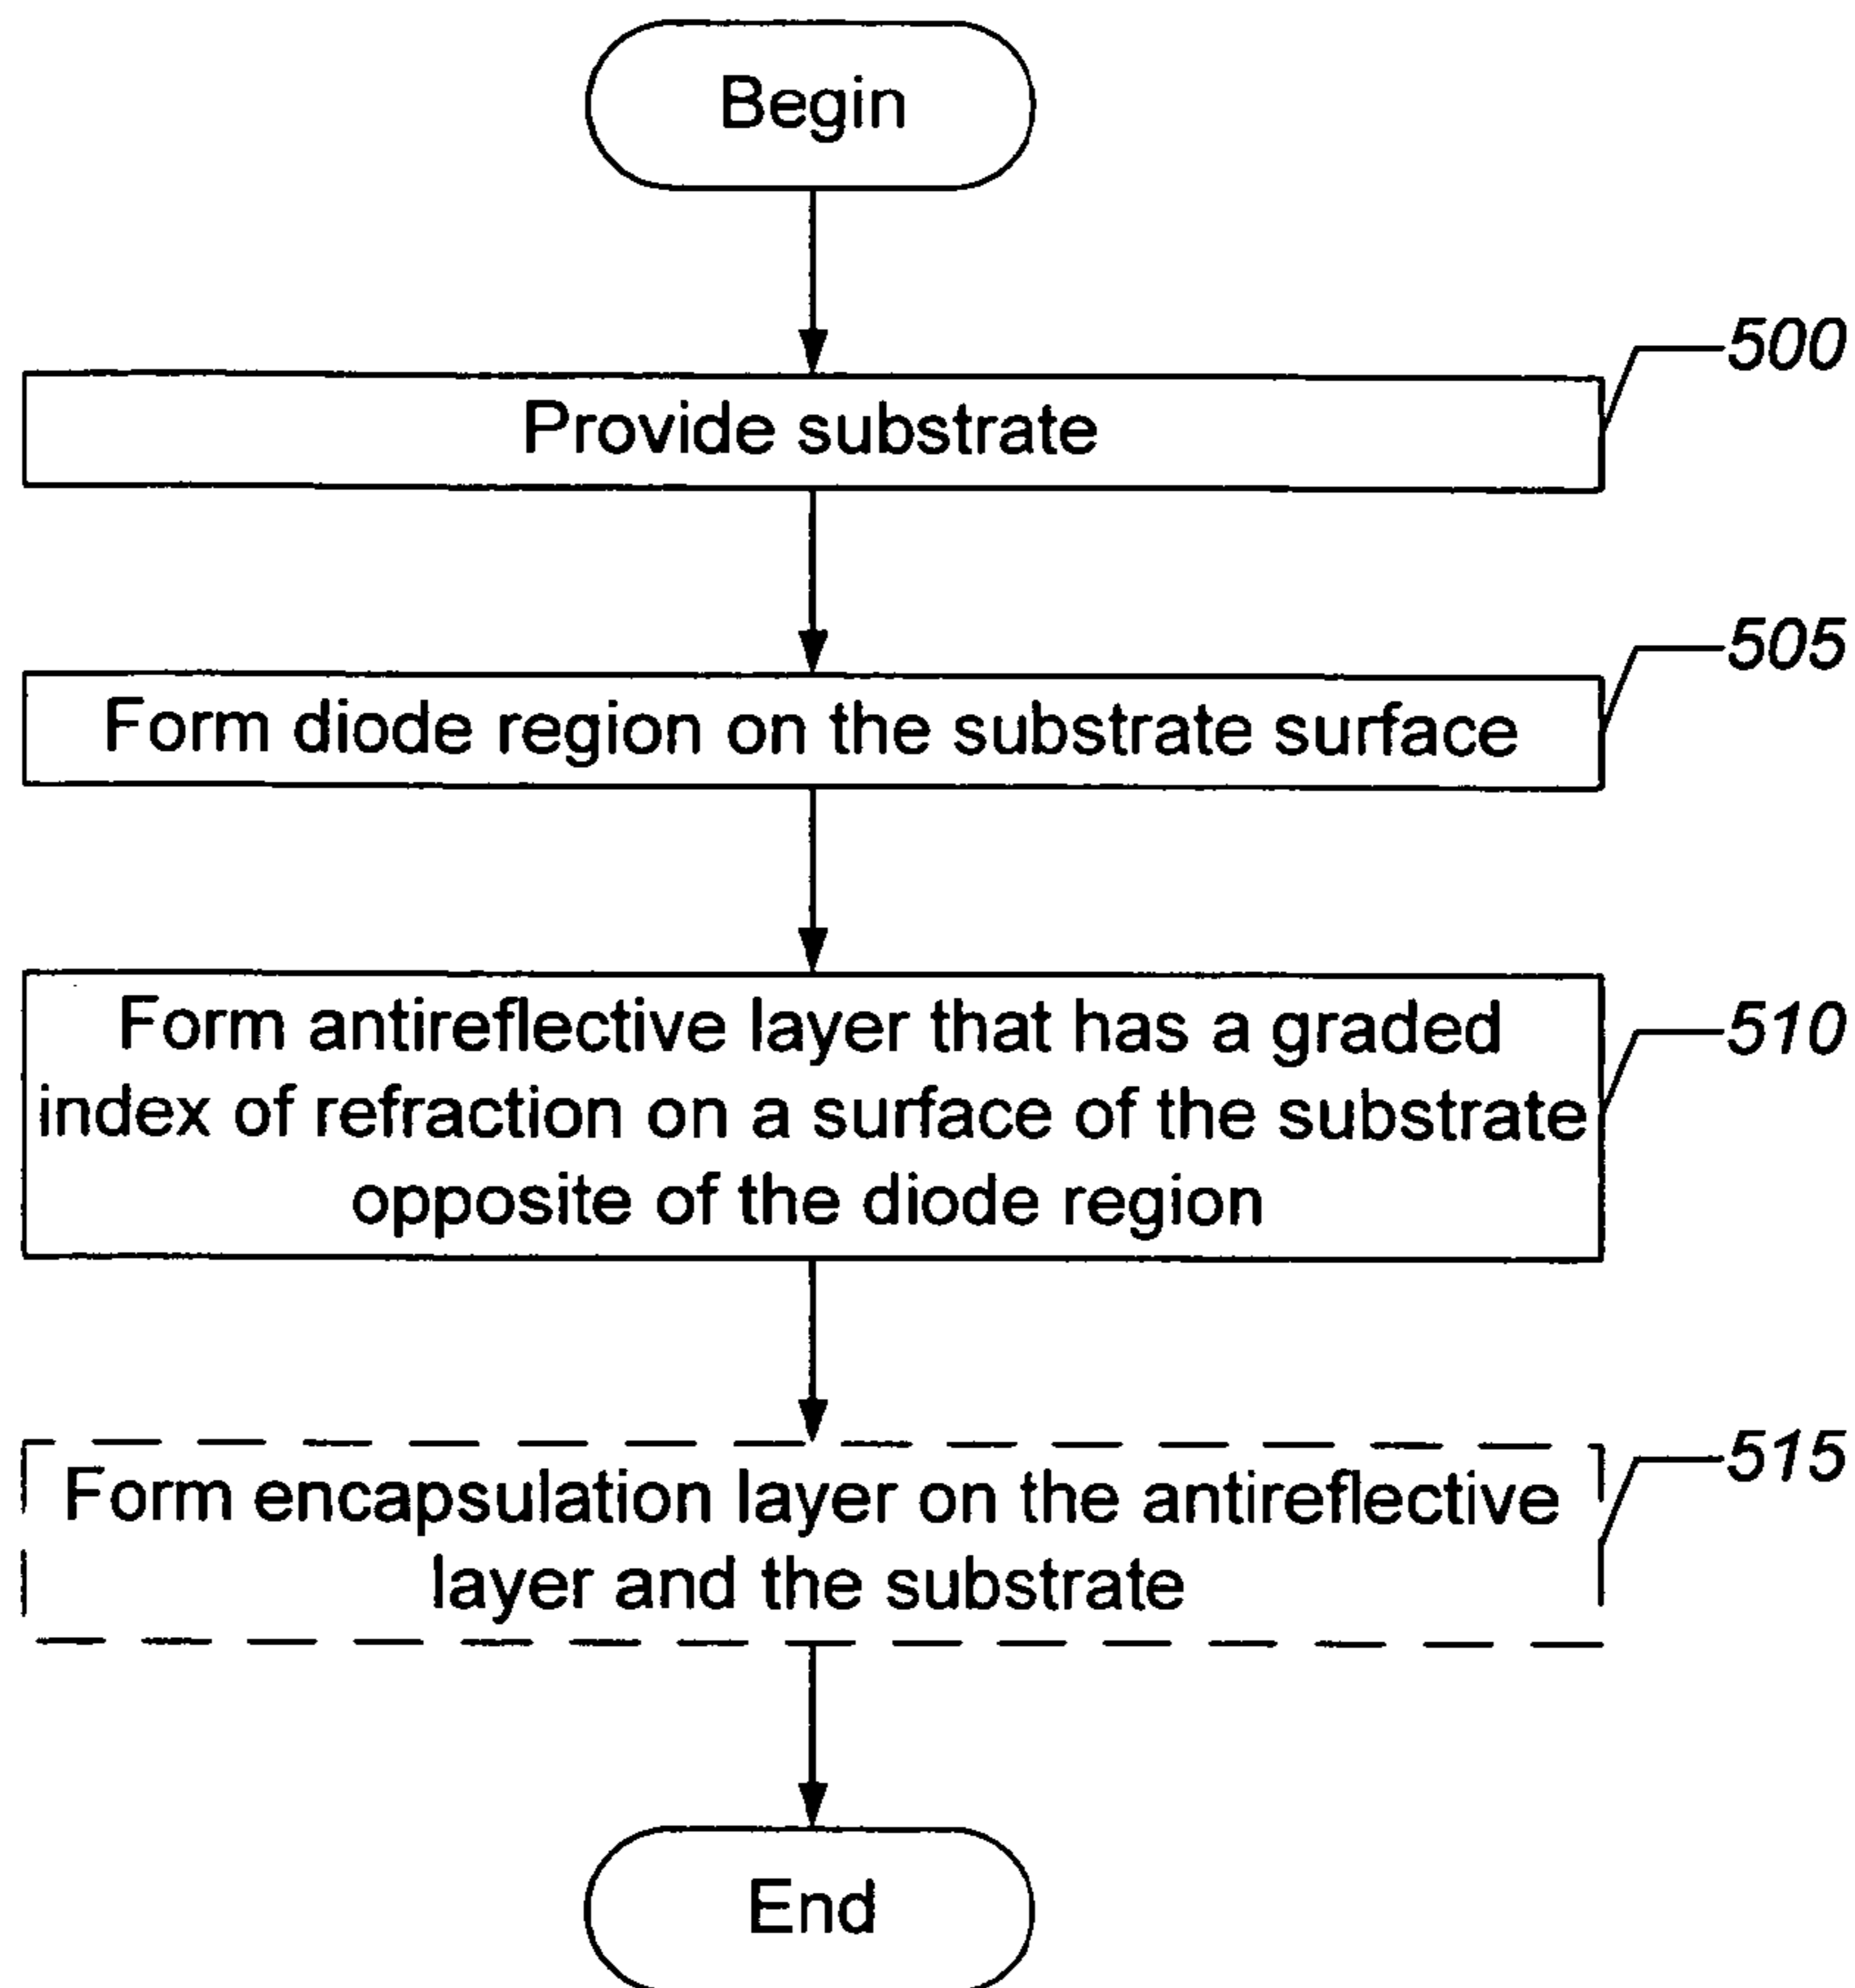 Begin
500
Provide substrate
505
Form diode region on the substrate surface
510
Form antireflective layer that has a graded
index of refraction on a surface of the substrate
opposite of the diode region
515
Form encapsulation layer on the antireflective
layer and the substrate
End